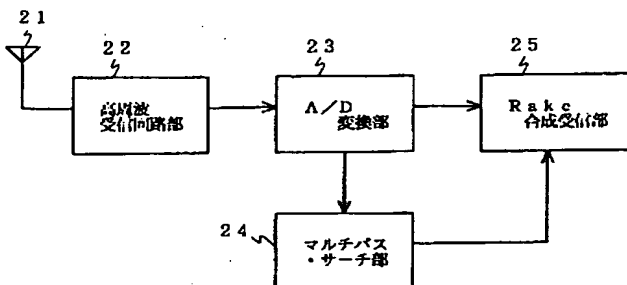 21
22
23
25
高周波
受信回路部
A/D
変換部
Rake
合成受信部
24
マルチパス
・サーチ部